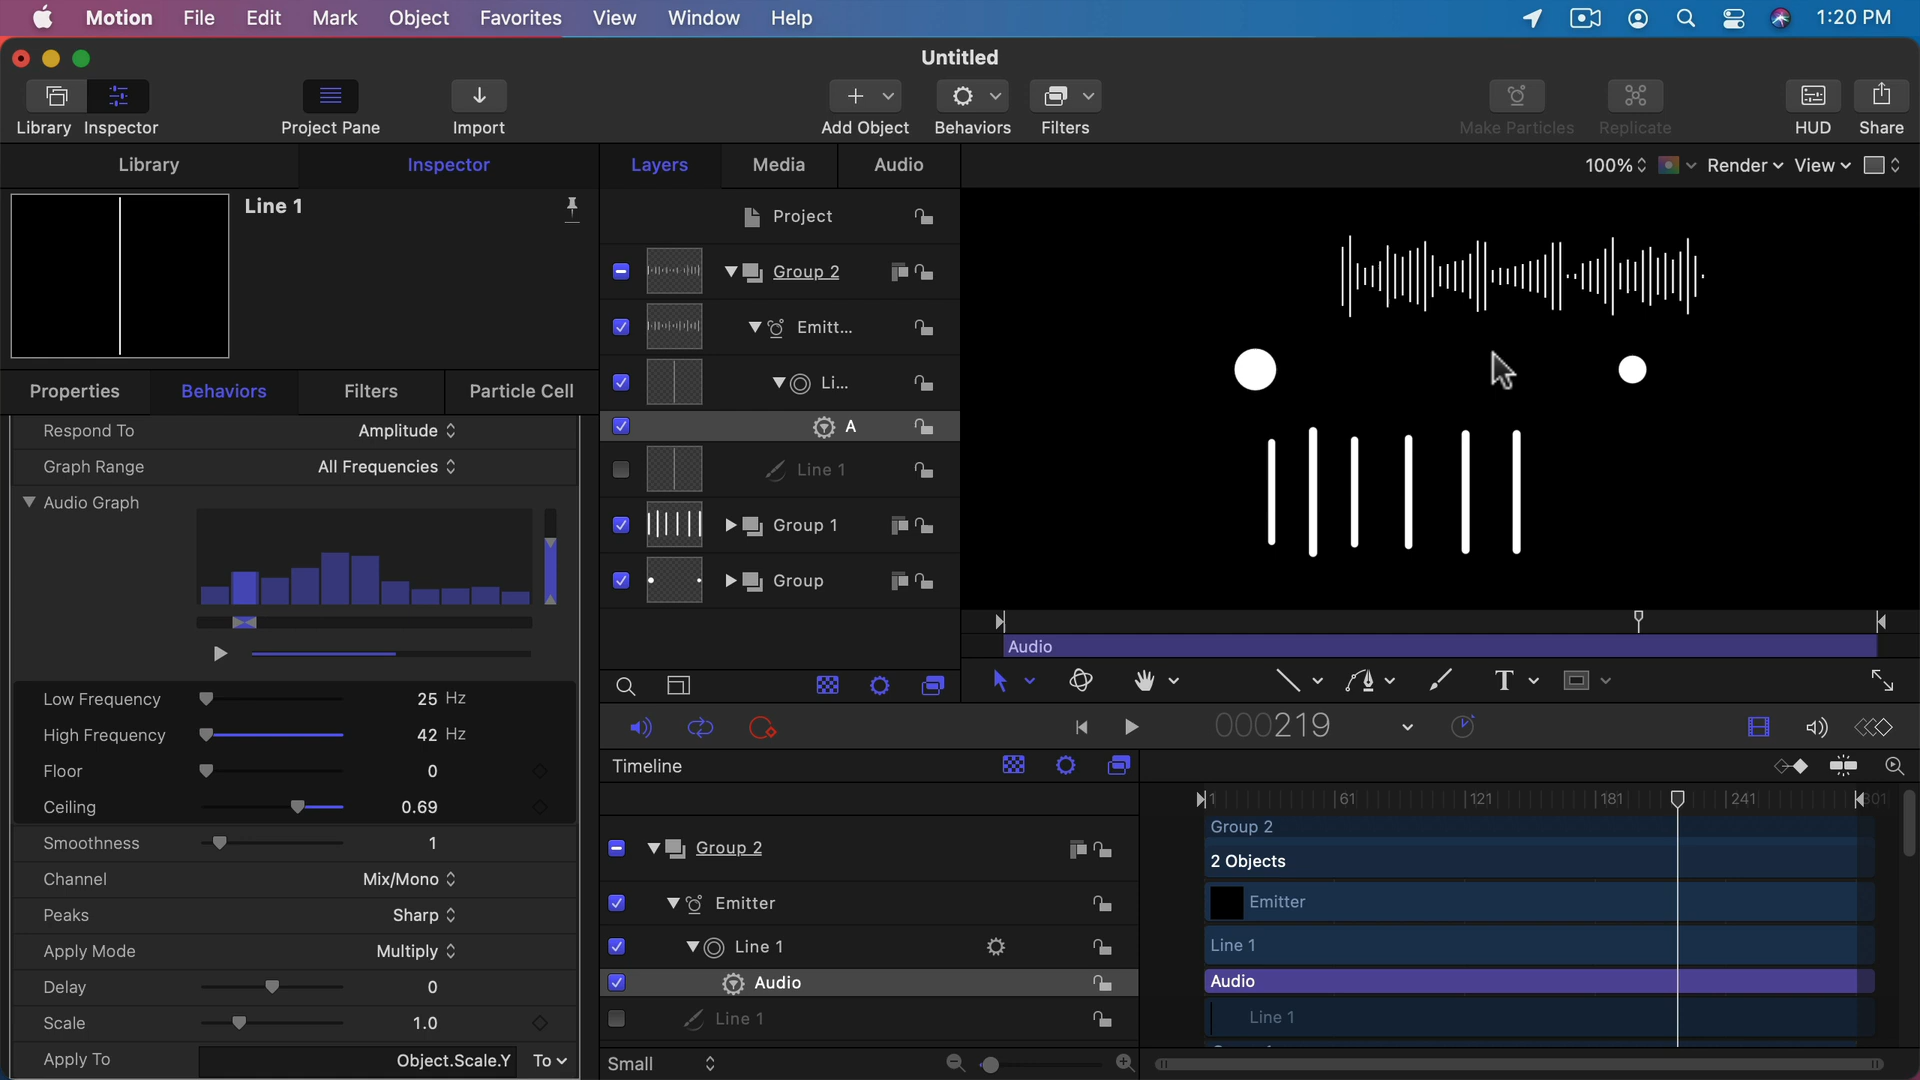 Motion File Edit Mark Object Favorites View Window Help 1:20 PM
Untitled
Library Inspector Project Pane Import Add Object Behaviors Filters Make Particles Replicate HUD Share
Library Inspector Layers Media Audio 100% Render View
Line 1
Properties Behaviors Filters Particle Cell
Respond To Amplitude
Graph Range All Frequencies
Audio Graph
Low Frequency 25 Hz
High Frequency 42 Hz
Floor 0
Ceiling 0.69
Smoothness 1
Channel Mix/Mono
Peaks Sharp
Apply Mode Multiply
Delay 0
Scale 1.0
Apply To Object.Scale.Y To
Project
Group 2
Emitt...
Li...
A
Line 1
Group 1
Group
Audio
T
000219
Timeline
1 61 121 181 241 301
Group 2
Emitter
Line 1
Audio
Line 1
Small
Group 2
2 Objects
Emitter
Line 1
Audio
Line 1